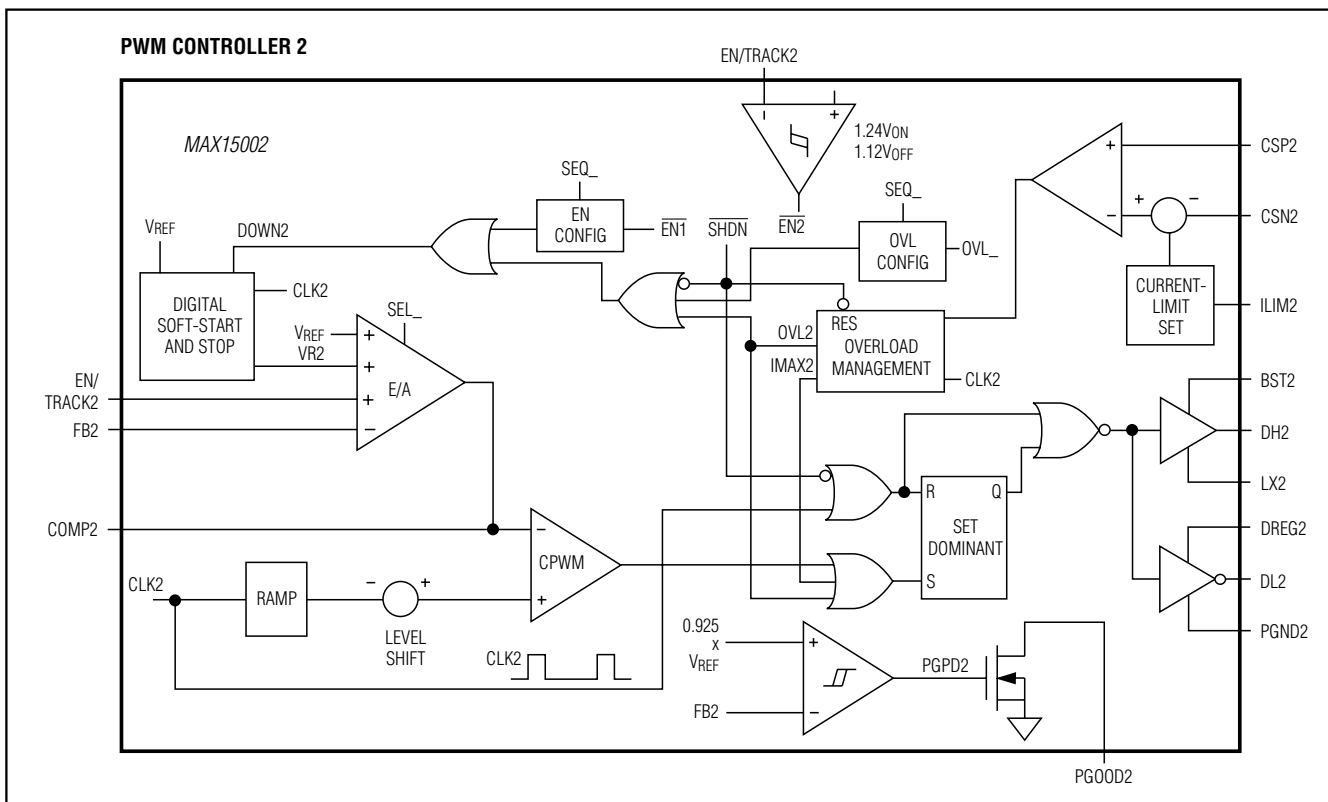 PWM CONTROLLER 2
EN/TRACK2
MAX15002
1.24VON
1.12VOFF
CSP2
CSN2
ILIM2
CURRENT-
LIMIT
SET
SEQ_
EN
CONFIG
EN1
SHDN
EN2
SEQ_
OVL
CONFIG
OVL_
VREF
DOWN2
DIGITAL
SOFT-START
AND STOP
CLK2
SEL_
VREF
VR2
E/A
EN/
TRACK2
FB2
RES
OVERLOAD
MANAGEMENT
OVL2
IMAX2
CLK2
BST2
DH2
LX2
R
Q
SET
DOMINANT
S
DREG2
DL2
PGND2
COMP2
CPWM
CLK2
RAMP
LEVEL
SHIFT
CLK2
0.925
x
VREF
FB2
PGPD2
PGOOD2